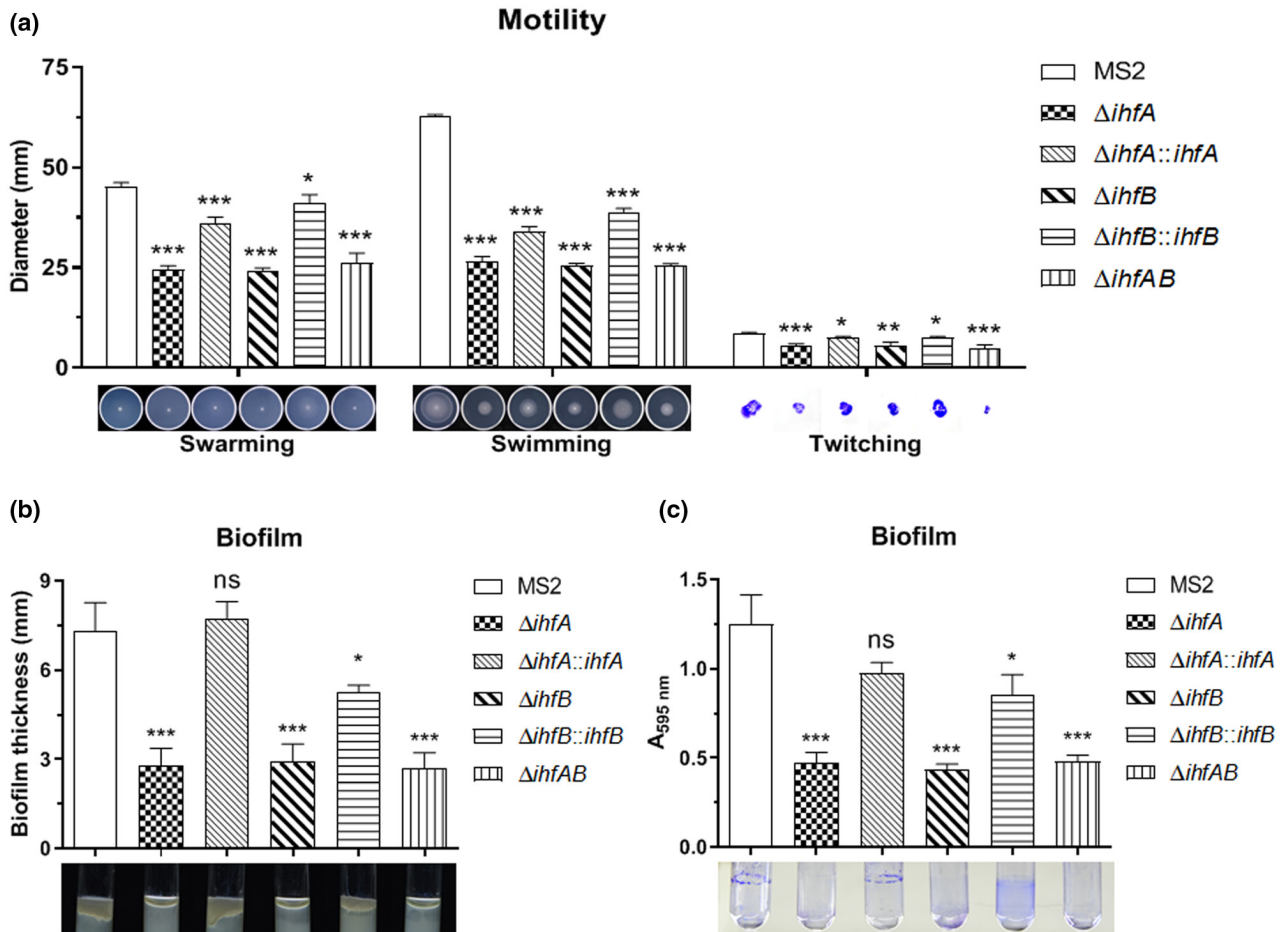 (a)
Motility
Diameter (mm)
75
50
25
0
*** *** *** * ***
*** *** *** *** ***
*** * ** * ***
Swarming
Swimming
Twitching
MS2
ΔihfA
ΔihfA::ihfA
ΔihfB
ΔihfB::ihfB
ΔihfAB
(b)
Biofilm
Biofilm thickness (mm)
9
6
3
0
*** ns *** * ***
MS2
ΔihfA
ΔihfA::ihfA
ΔihfB
ΔihfB::ihfB
ΔihfAB
(c)
Biofilm
A595 nm
1.5
1.0
0.5
0.0
*** ns *** * ***
MS2
ΔihfA
ΔihfA::ihfA
ΔihfB
ΔihfB::ihfB
ΔihfAB